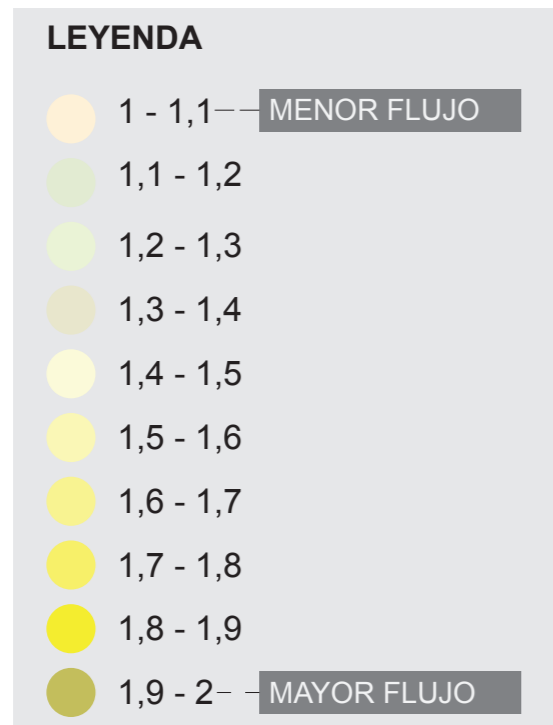 LEYENDA
1 - 1,1 MENOR FLUJO
1,1 - 1,2
1,2 - 1,3
1,3 - 1,4
1,4 - 1,5
1,5 - 1,6
1,6 - 1,7
1,7 - 1,8
1,8 - 1,9
1,9 - 2 MAYOR FLUJO